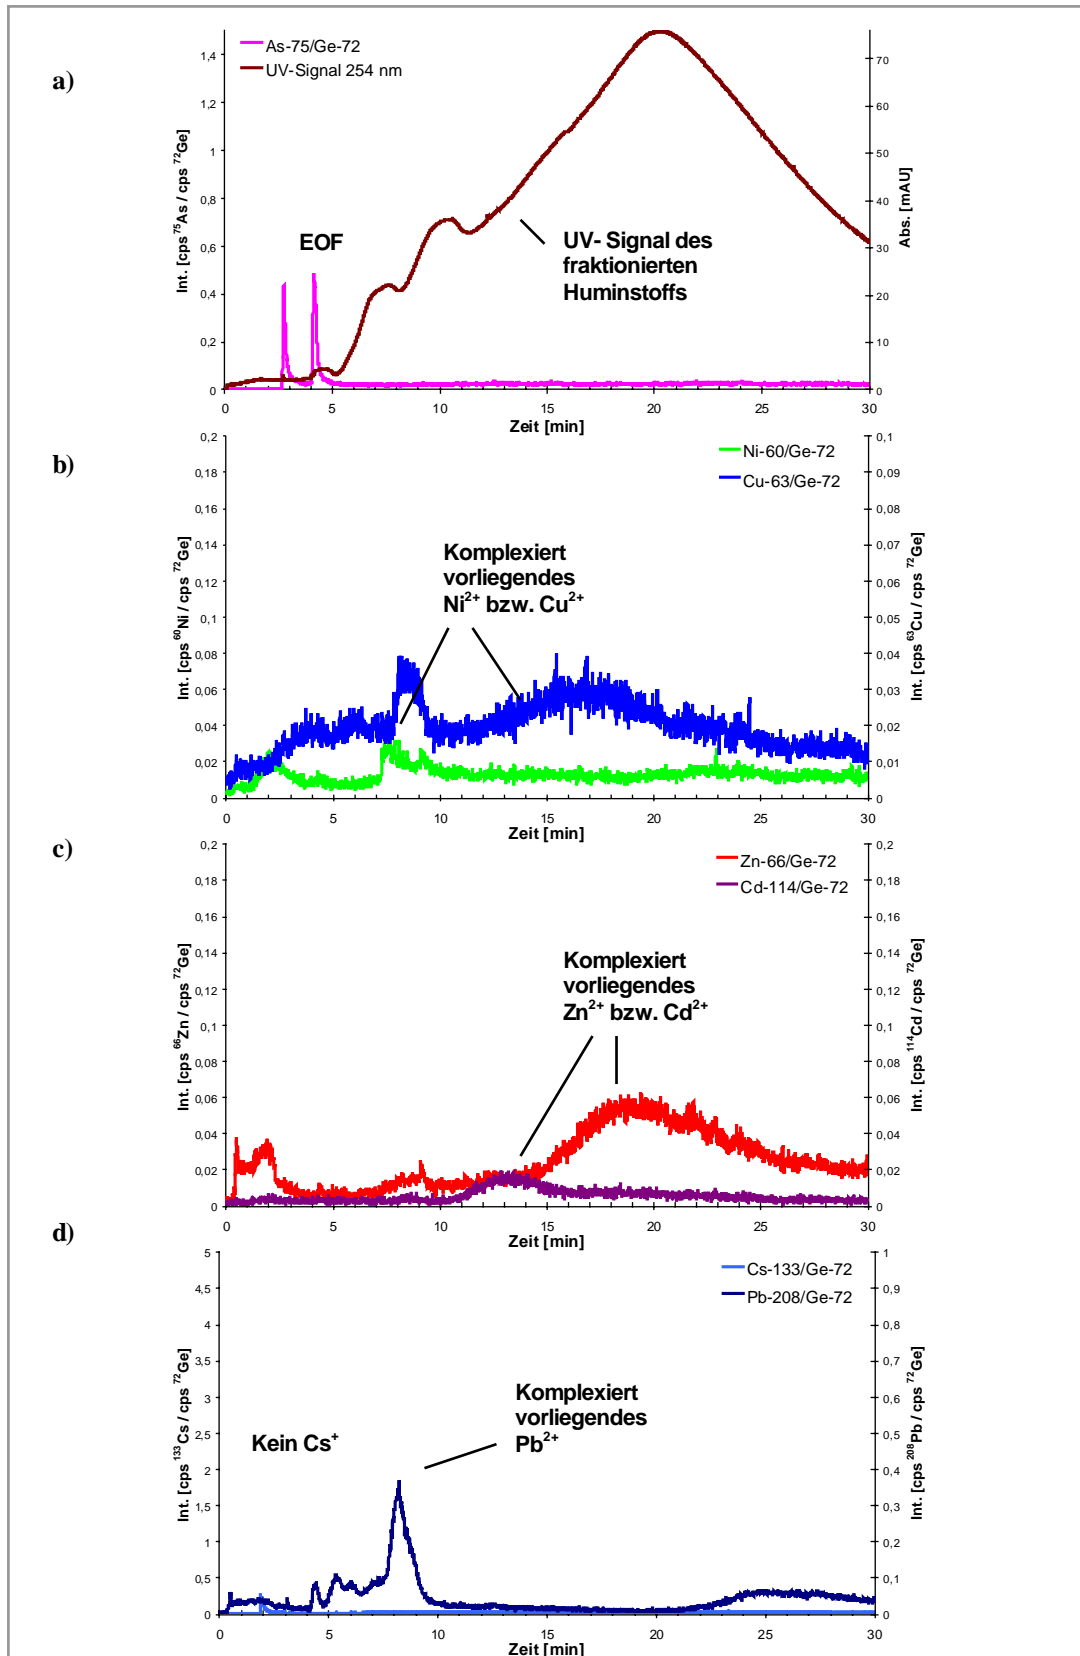 a)
As-75/Ge-72
UV-Signal 254 nm
1,4
1,2
1
0,8
0,6
0,4
0,2
0
Int. [cps ⁷⁵As / cps ⁷²Ge]
EOF
UV- Signal des
fraktionierten
Huminstoffs
70
60
50
40
30
20
10
0
Abs. [mAU]
0 5 10 15 20 25 30
Zeit [min]
b)
Ni-60/Ge-72
Cu-63/Ge-72
0,2
0,18
0,16
0,14
0,12
0,1
0,08
0,06
0,04
0,02
0
Int. [cps ⁶⁰Ni / cps ⁷²Ge]
Komplexiert
vorliegendes
Ni²⁺ bzw. Cu²⁺
0,1
0,09
0,08
0,07
0,06
0,05
0,04
0,03
0,02
0,01
0
Int. [cps ⁶³Cu / cps ⁷²Ge]
0 5 10 15 20 25 30
Zeit [min]
c)
Zn-66/Ge-72
Cd-114/Ge-72
0,2
0,18
0,16
0,14
0,12
0,1
0,08
0,06
0,04
0,02
0
Int. [cps ⁶⁶Zn / cps ⁷²Ge]
Komplexiert
vorliegendes
Zn²⁺ bzw. Cd²⁺
0,2
0,18
0,16
0,14
0,12
0,1
0,08
0,06
0,04
0,02
0
Int. [cps ¹¹⁴Cd / cps ⁷²Ge]
0 5 10 15 20 25 30
Zeit [min]
d)
Cs-133/Ge-72
Pb-208/Ge-72
5
4,5
4
3,5
3
2,5
2
1,5
1
0,5
0
Int. [cps ¹³³Cs / cps ⁷²Ge]
Kein Cs⁺
Komplexiert
vorliegendes
Pb²⁺
1
0,9
0,8
0,7
0,6
0,5
0,4
0,3
0,2
0,1
0
Int. [cps ²⁰⁸Pb / cps ⁷²Ge]
0 5 10 15 20 25 30
Zeit [min]